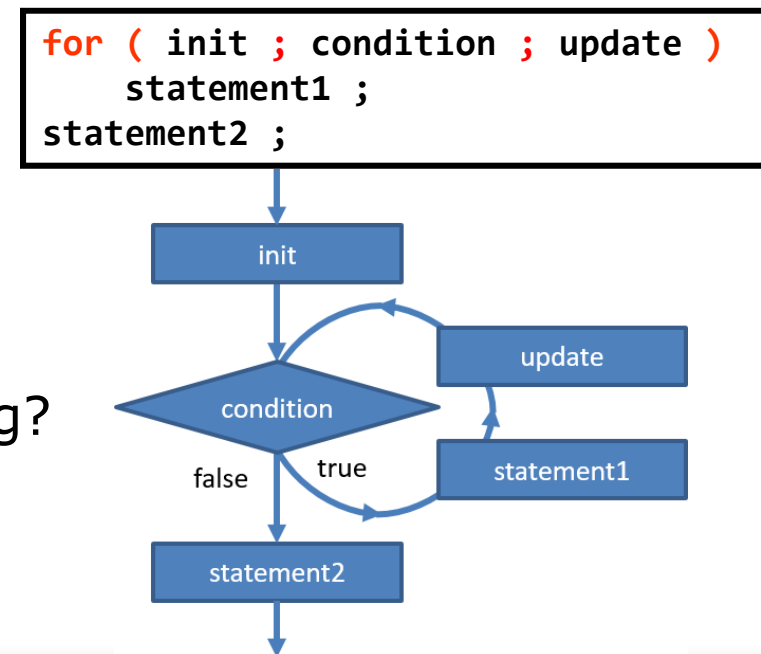 for ( init ; condition ; update )
statement1 ;
statement2 ;
init
update
g?
condition
false
true
statement1
statement2